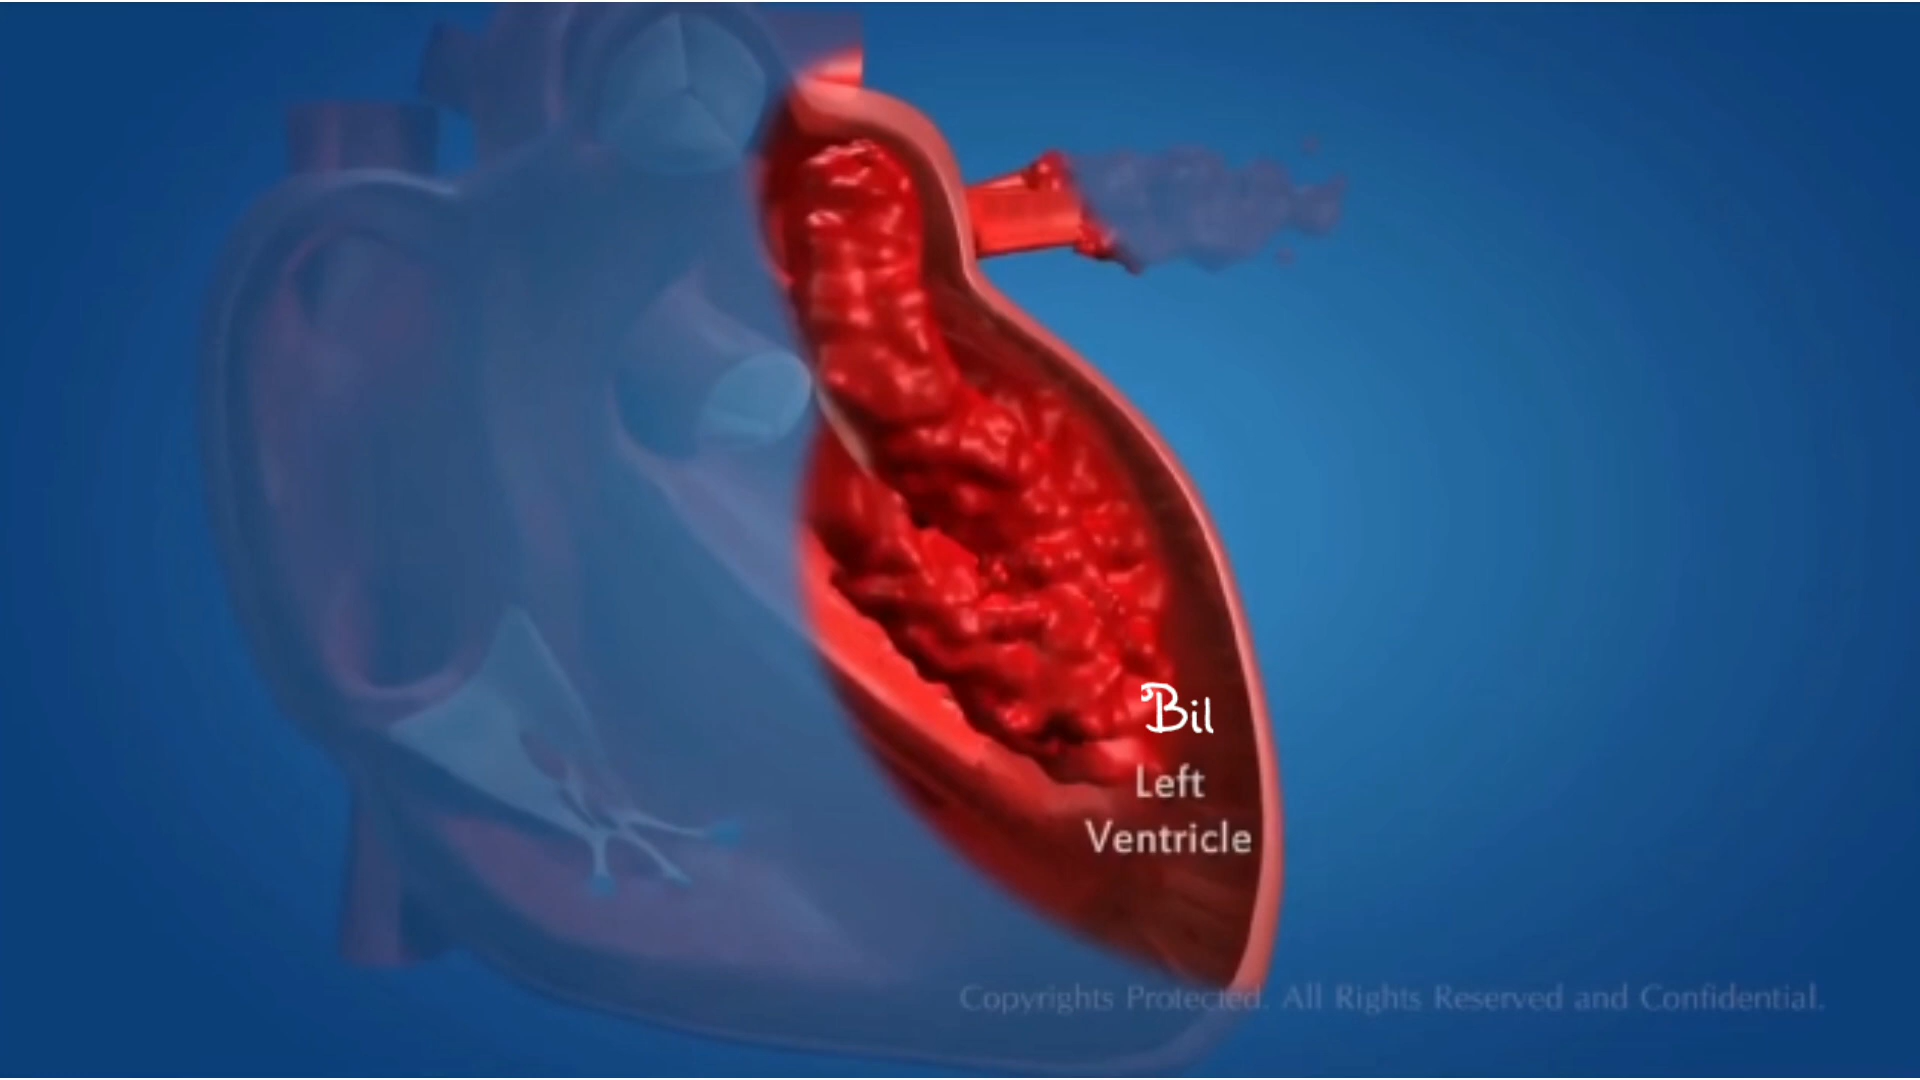 Bil
Left
Ventricle
Copyrights Protected. All Rights Reserved and Confidential.